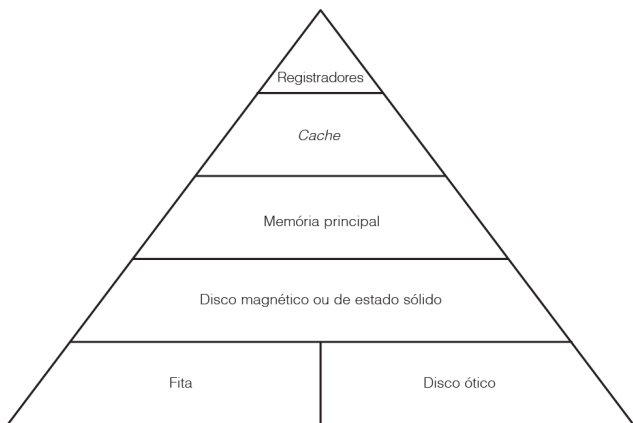 Registradores
Cache
Memória principal
Disco magnético ou de estado sólido
Fita
Disco ótico